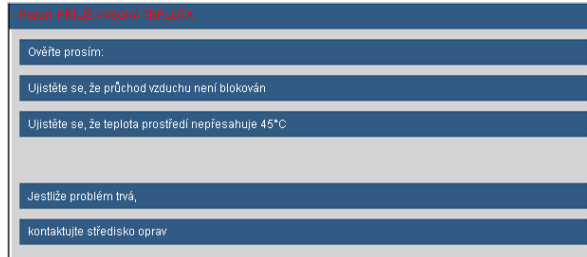 Pozor! PŘÍLIŠ VYSOKÁ TEPLOTA
Ověřte prosím:
Ujistěte se, že průchod vzduchu není blokován
Ujistěte se, že teplota prostředí nepřesahuje 45°C
Jestliže problém trvá,
kontaktujte středisko oprav